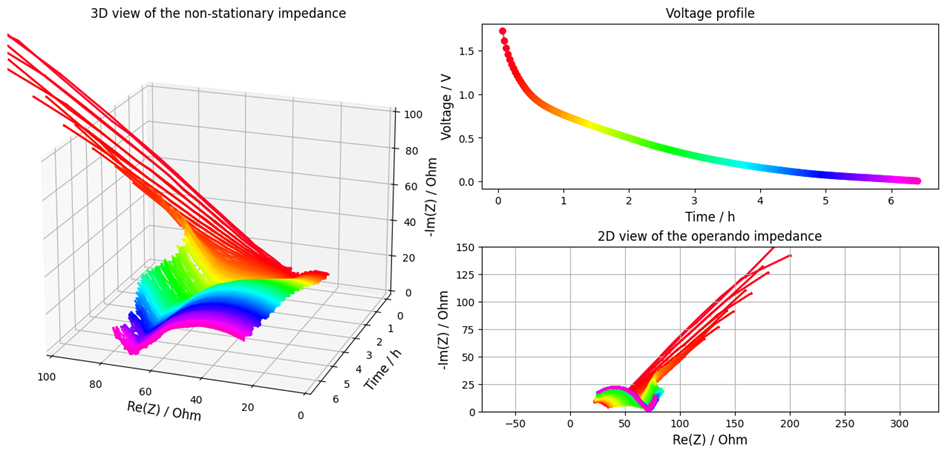 3D view of the non-stationary impedance
100
80
60
40
20
0
-Im(Z) / Ohm
0
1
2
3
4
5
6
Time / h
100
80
60
40
20
0
Re(Z) / Ohm
Voltage profile
1.5
1.0
0.5
0.0
Voltage / V
0 1 2 3 4 5 6
Time / h
2D view of the operando impedance
150
125
100
75
50
25
0
-Im(Z) / Ohm
−50 0 50 100 150 200 250 300
Re(Z) / Ohm